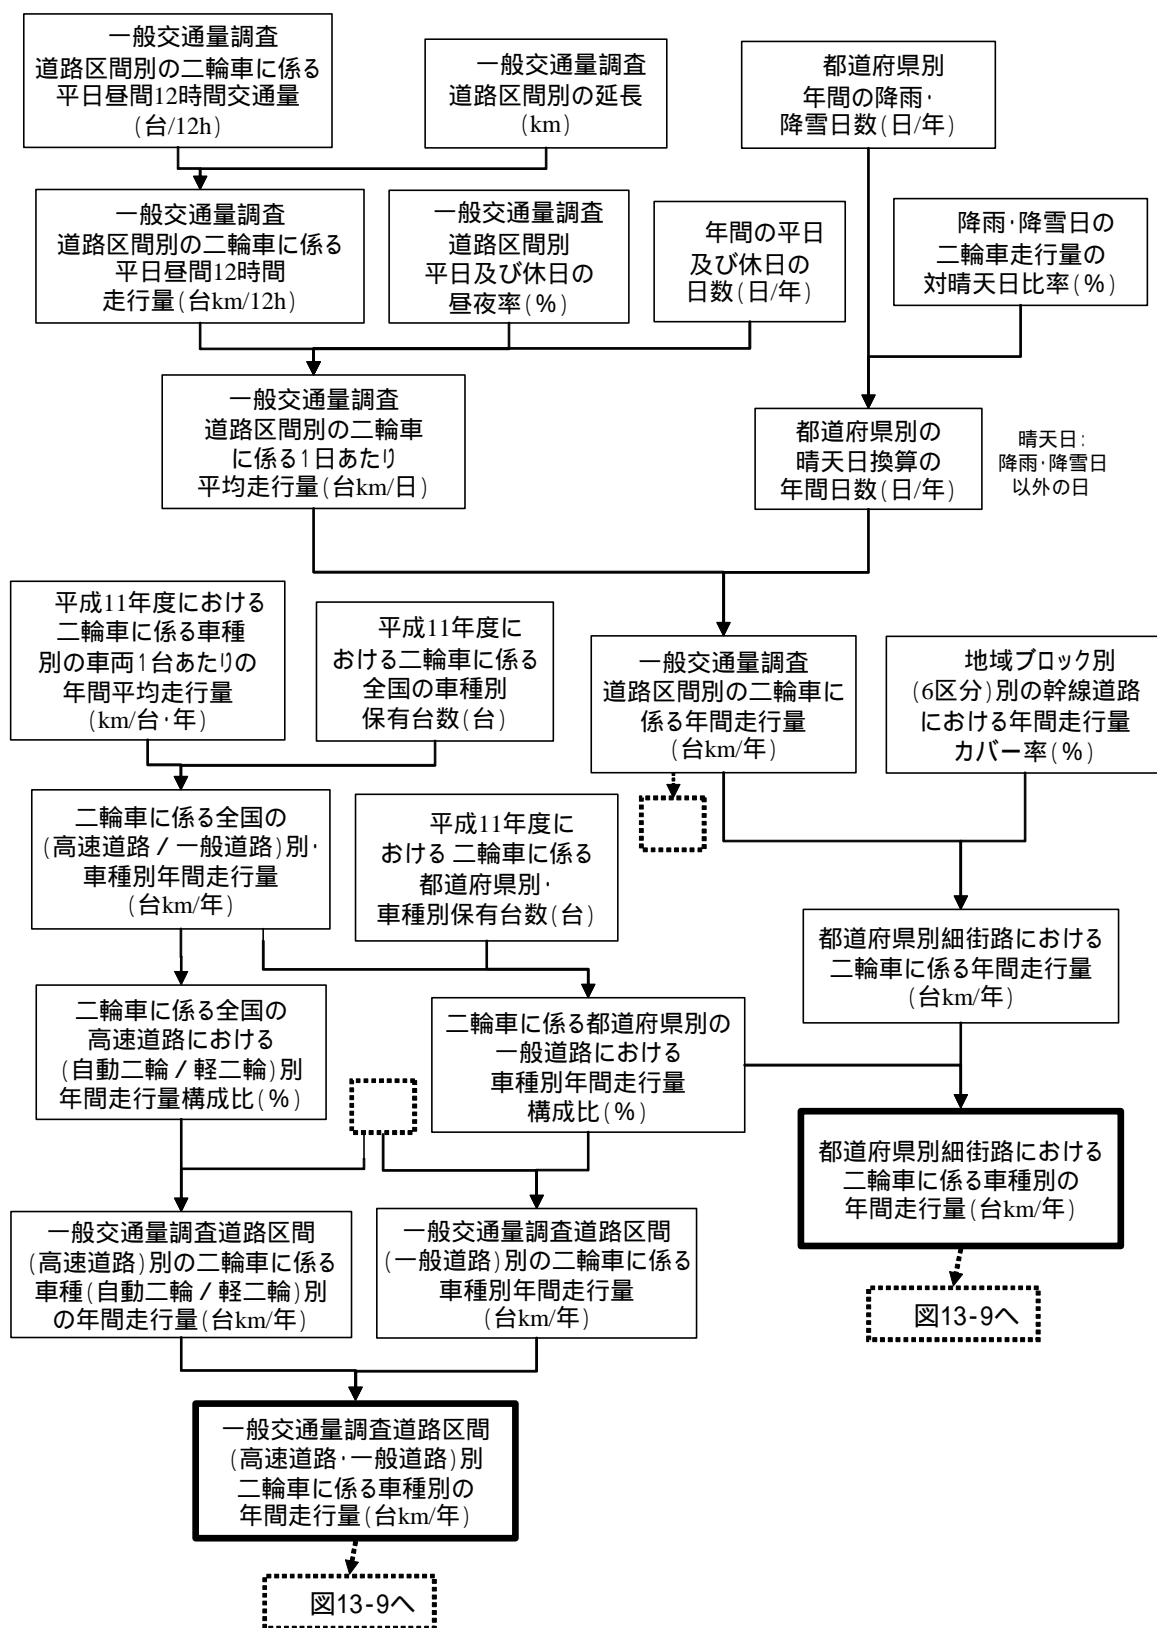 一般交通量調査
道路区間別の二輪車に係る
平日昼間12時間交通量
(台/12h)
一般交通量調査
道路区間別の延長
(km)
都道府県別
年間の降雨・
降雪日数(日/年)
一般交通量調査
道路区間別の二輪車に係る
平日昼間12時間
走行量(台km/12h)
一般交通量調査
道路区間別
平日及び休日の
昼夜率(%)
年間の平日
及び休日の
日数(日/年)
降雨・降雪日の
二輪車走行量の
対晴天日比率(%)
一般交通量調査
道路区間別の二輪車
に係る1日あたり
平均走行量(台km/日)
都道府県別の
晴天日換算の
年間日数(日/年)
晴天日:
降雨・降雪日
以外の日
平成11年度における
二輪車に係る車種
別の車両1台あたりの
年間平均走行量
(km/台・年)
平成11年度に
おける二輪車に係る
全国の車種別
保有台数(台)
一般交通量調査
道路区間別の二輪車に
係る年間走行量
(台km/年)
地域ブロック別
(6区分)別の幹線道路
における年間走行量
カバー率(%)
二輪車に係る全国の
(高速道路/一般道路)別・
車種別年間走行量
(台km/年)
平成11年度に
おける 二輪車に係る
都道府県別・
車種別保有台数(台)
都道府県別細街路における
二輪車に係る年間走行量
(台km/年)
二輪車に係る全国の
高速道路における
(自動二輪/軽二輪)別
年間走行量構成比(%)
二輪車に係る都道府県別の
一般道路における
車種別年間走行量
構成比(%)
都道府県別細街路における
二輪車に係る車種別の
年間走行量(台km/年)
一般交通量調査道路区間
(高速道路)別の二輪車に係る
車種(自動二輪/軽二輪)別
の年間走行量(台km/年)
一般交通量調査道路区間
(一般道路)別の二輪車に係る
車種別年間走行量
(台km/年)
図13-9へ
一般交通量調査道路区間
(高速道路・一般道路)別
二輪車に係る車種別の
年間走行量(台km/年)
図13-9へ